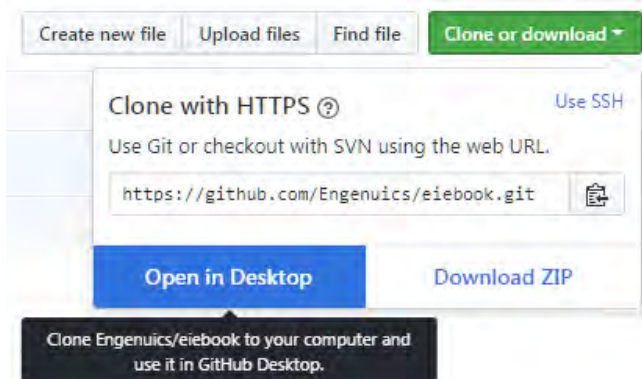 Create new file Upload files Find file Clone or download
Clone with HTTPS Use SSH
Use Git or checkout with SVN using the web URL.
https://github.com/Engenuics/eiebook.git
Open in Desktop Download ZIP
Clone Engenuics/eiebook to your computer and
use it in GitHub Desktop.